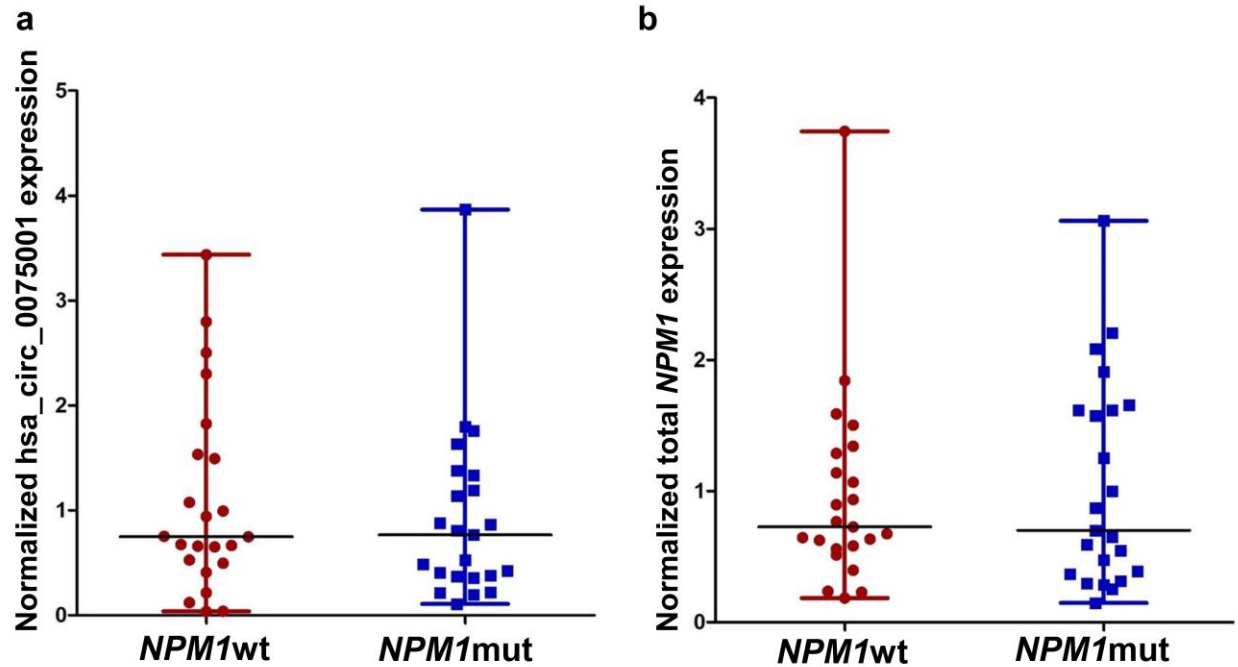 a
Normalized hsa_circ_0075001 expression
5
4
3
2
1
0
NPM1wt
NPM1mut
b
Normalized total NPM1 expression
4
3
2
1
0
NPM1wt
NPM1mut